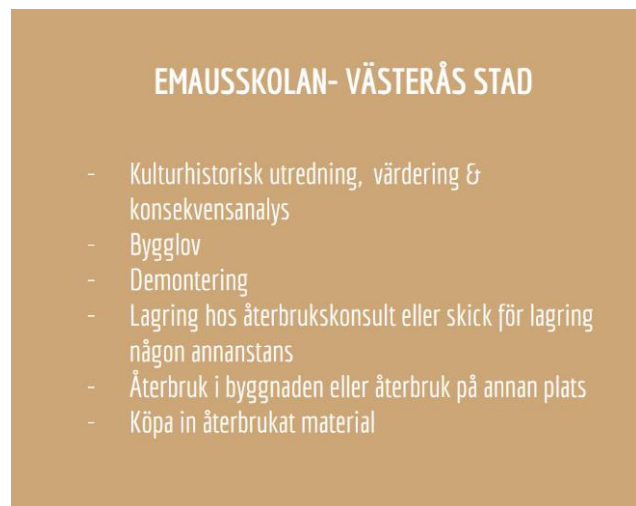 EMAUSSKOLAN- VÄSTERÅS STAD
- Kulturhistorisk utredning, värdering &
konsekvensanalys
- Bygglov
- Demontering
- Lagring hos återbrukskonsult eller skick för lagring
någon annanstans
- Återbruk i byggnaden eller återbruk på annan plats
- Köpa in återbrukat material